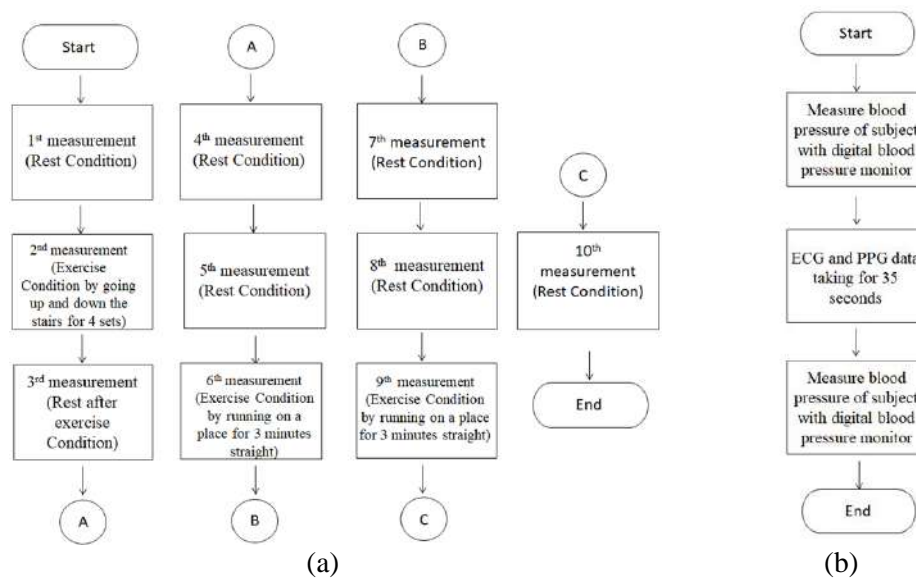 Start
1st measurement
(Rest Condition)
2nd measurement
(Exercise
Condition by going
up and down the
stairs for 4 sets)
3rd measurement
(Rest after
exercise
Condition)
A
A
4th measurement
(Rest Condition)
5th measurement
(Rest Condition)
6th measurement
(Exercise Condition
by running on a
place for 3 minutes
straight)
B
B
7th measurement
(Rest Condition)
8th measurement
(Rest Condition)
9th measurement
(Exercise Condition
by running on a place
for 3 minutes straight)
C
C
10th
measurement
(Rest Condition)
End
(a)
Start
Measure blood
pressure of subject
with digital blood
pressure monitor
ECG and PPG data
taking for 35
seconds
Measure blood
pressure of subject
with digital blood
pressure monitor
End
(b)